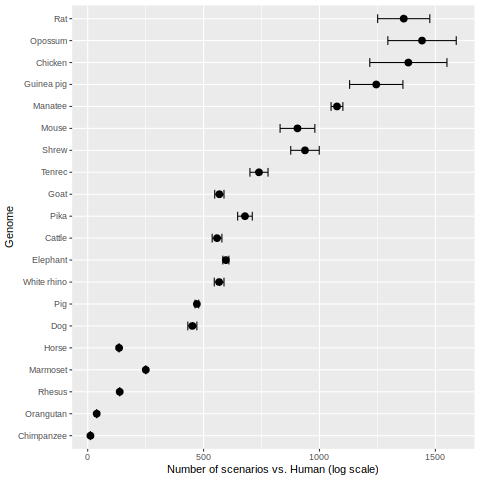 Rat
Opossum
Chicken
Guinea pig
Manatee
Mouse
Shrew
Tenrec
Goat
Pika
Cattle
Elephant
White rhino
Pig
Dog
Horse
Marmoset
Rhesus
Orangutan
Chimpanzee
Genome
0 500 1000 1500
Number of scenarios vs. Human (log scale)